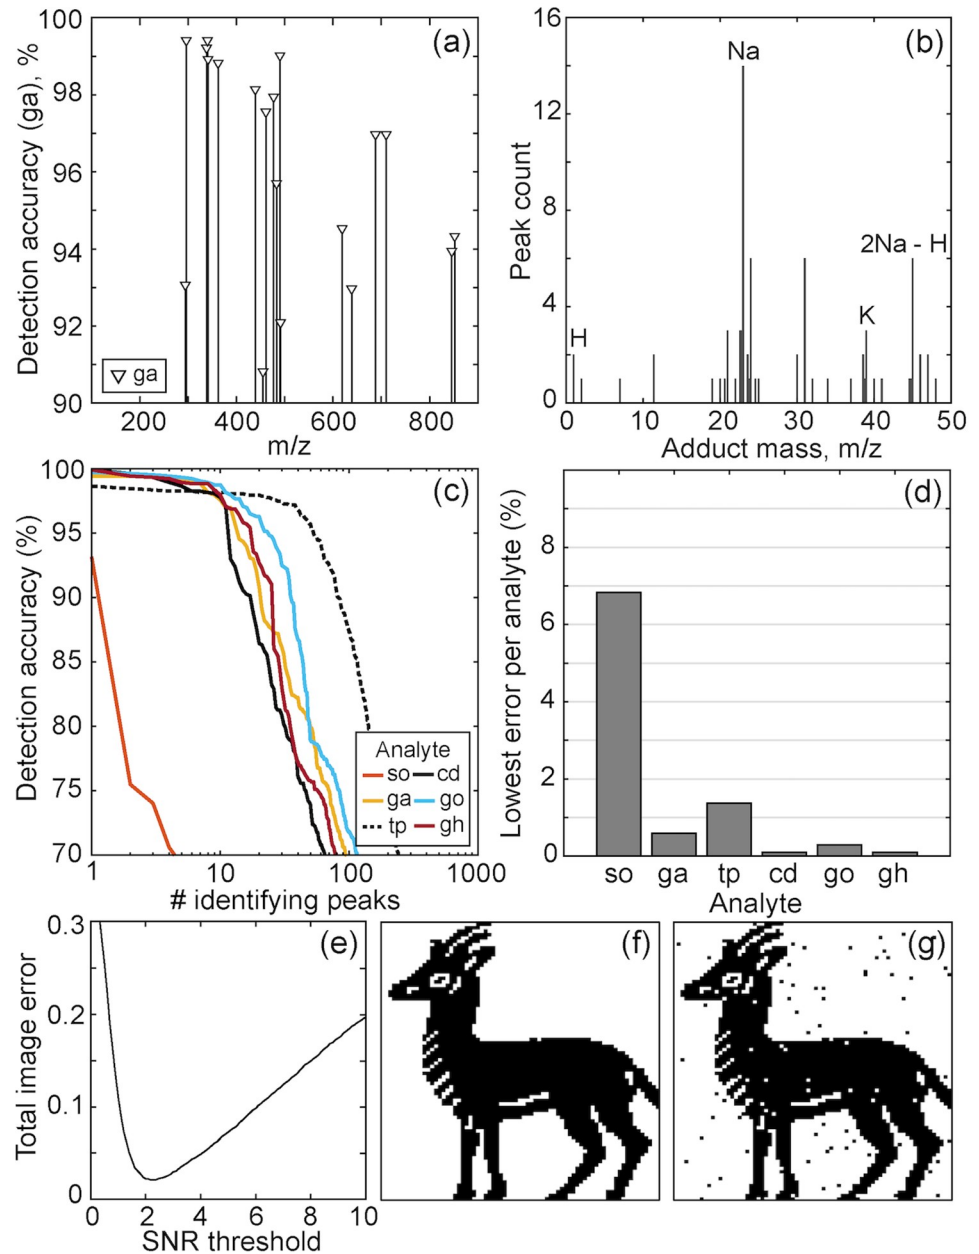 (a)
Detection accuracy (ga), %
100
98
96
94
92
90
ga
200
400
600
800
m/z
(b)
Peak count
16
12
8
4
0
Na
2Na - H
H
K
0
10
20
30
40
50
Adduct mass, m/z
(c)
Detection accuracy (%)
100
95
90
85
80
75
70
Analyte
so cd
ga go
tp gh
1
10
100
1000
# identifying peaks
(d)
Lowest error per analyte (%)
8
6
4
2
0
so
ga
tp
cd
go
gh
Analyte
(e)
Total image error
0.3
0.2
0.1
0
0
2
4
6
8
10
SNR threshold
(f)
(g)